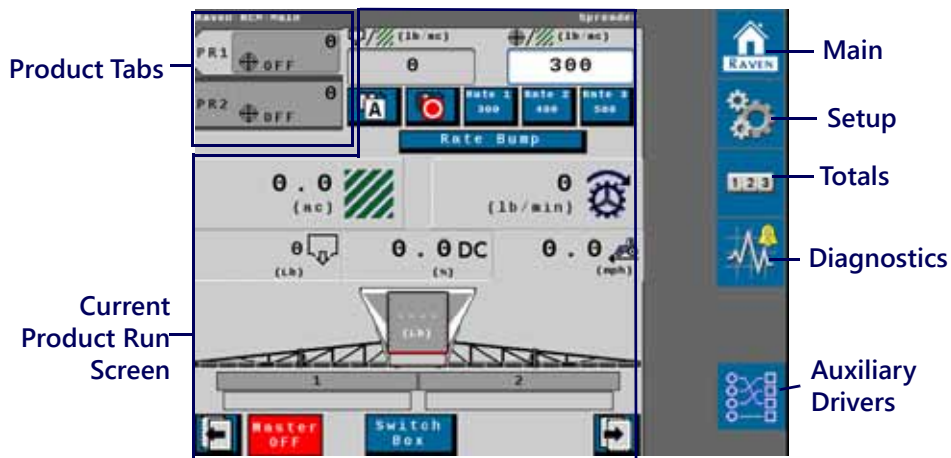 Raven RCM Main
Spreader
PR1
0
OFF
PR2
0
OFF
/ (lb/ac)
0
/ (lb/ac)
300
A
Rate 1
300
Rate 2
400
Rate 3
500
Rate Bump
0.0
(ac)
0
(lb/min)
0
(Lb)
0.0 DC
(%)
0.0
(mph)
(Lb)
1
2
Master
OFF
Switch
Box
RAVEN
1 2 3
Product Tabs
Current
Product Run
Screen
Main
Setup
Totals
Diagnostics
Auxiliary
Drivers